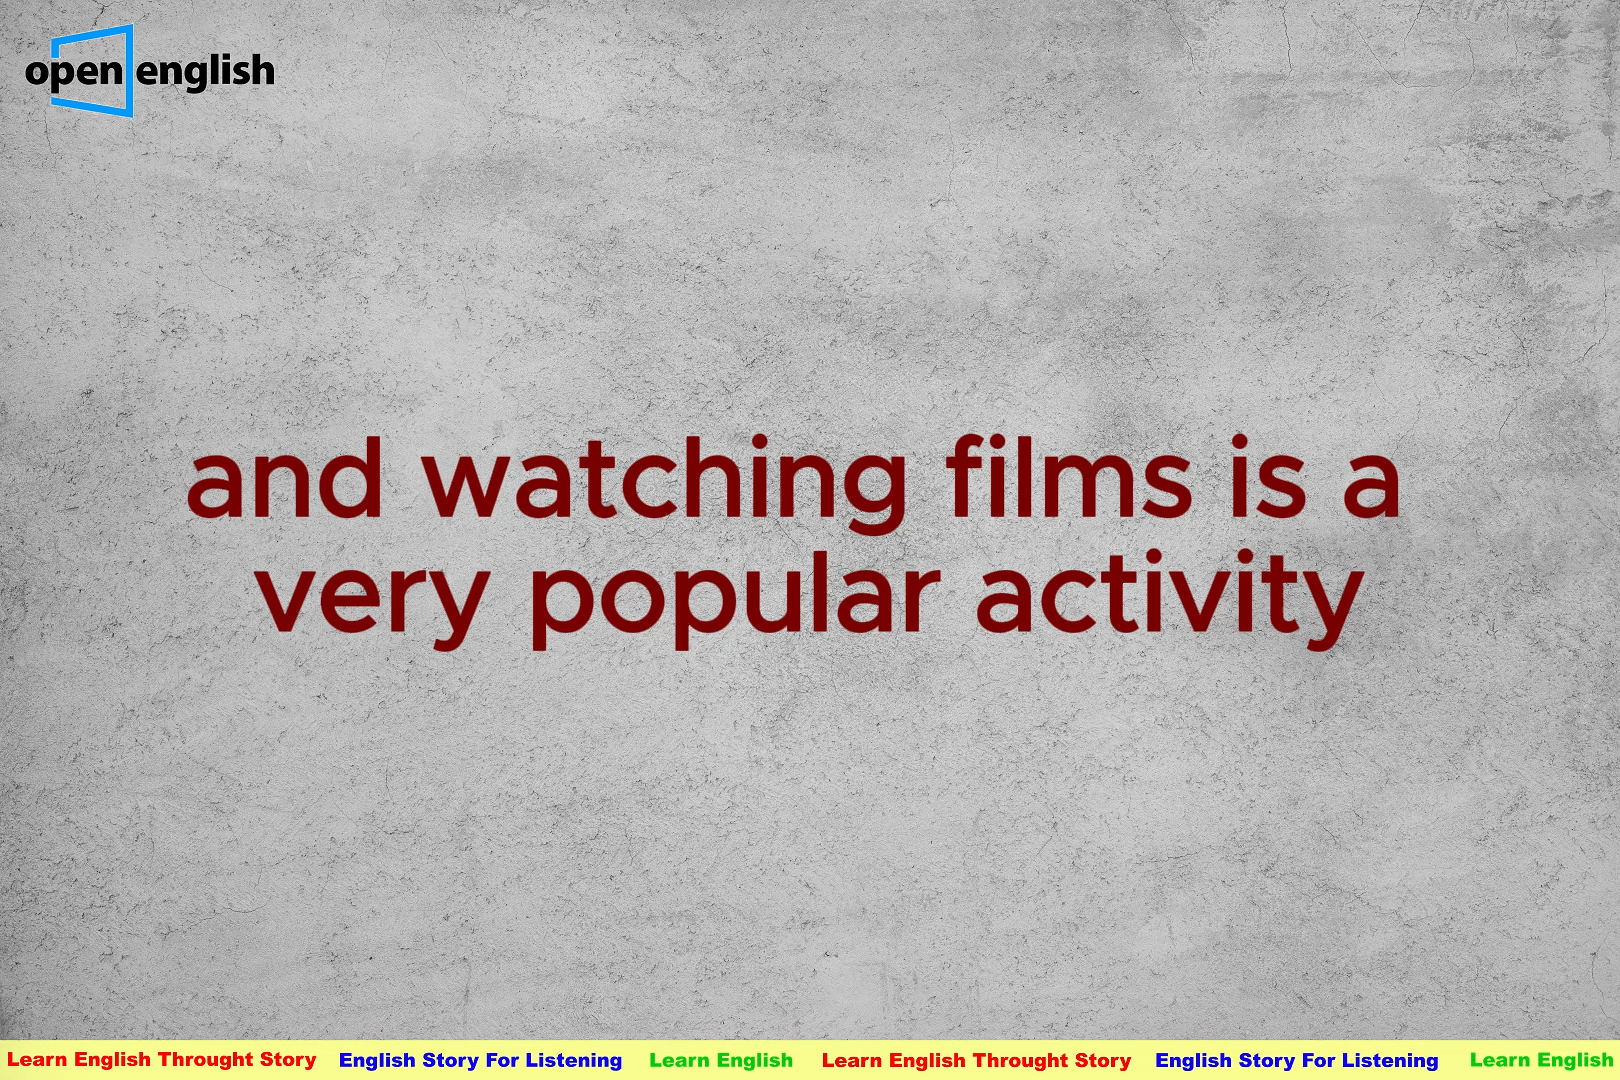 open english
and watching films is a
very popular activity
Learn English Throught Story English Story For Listening Learn English Learn English Throught Story English Story For Listening Learn English